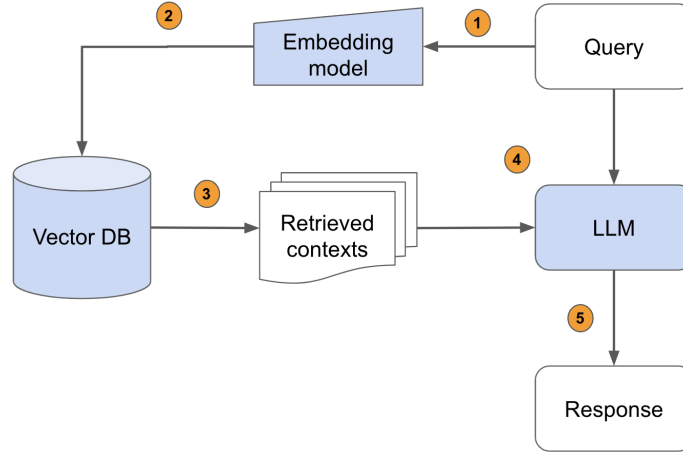 2
1
Embedding
model
Query
3
4
Vector DB
Retrieved
contexts
LLM
5
Response